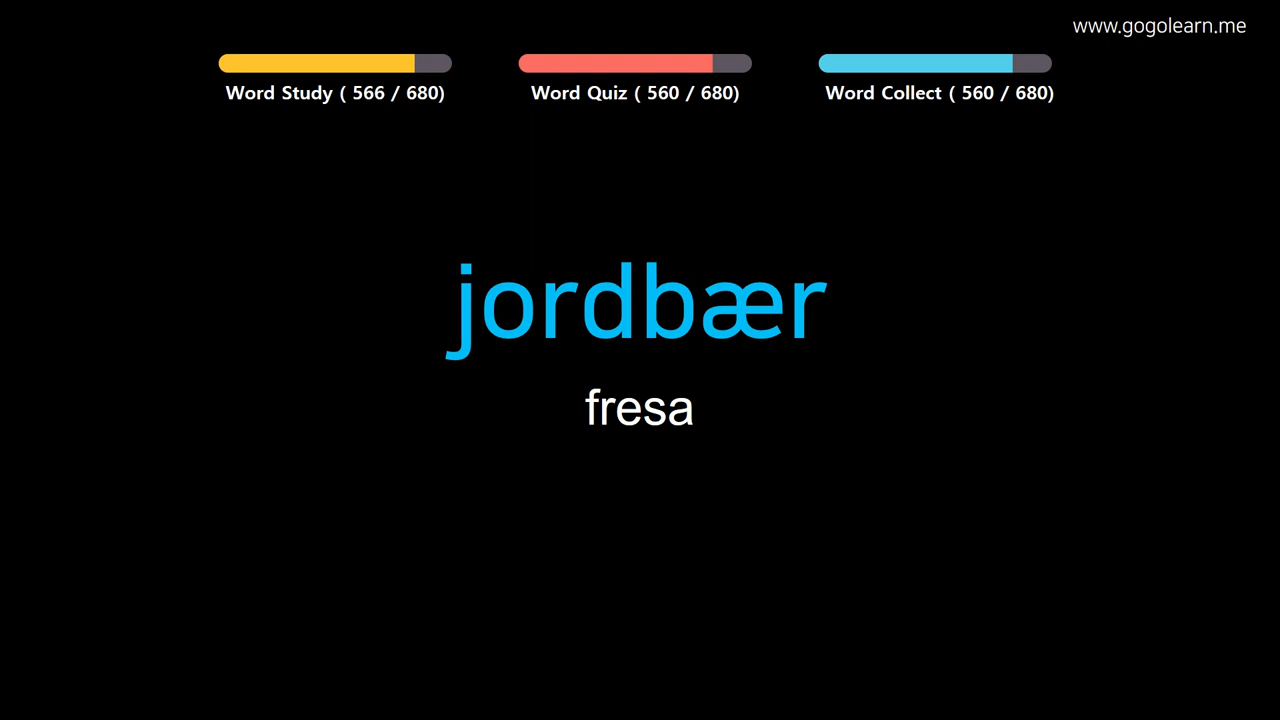 www.gogolearn.me
Word Study ( 566 / 680)
Word Quiz ( 560 / 680)
Word Collect ( 560 / 680)
jordbær
fresa